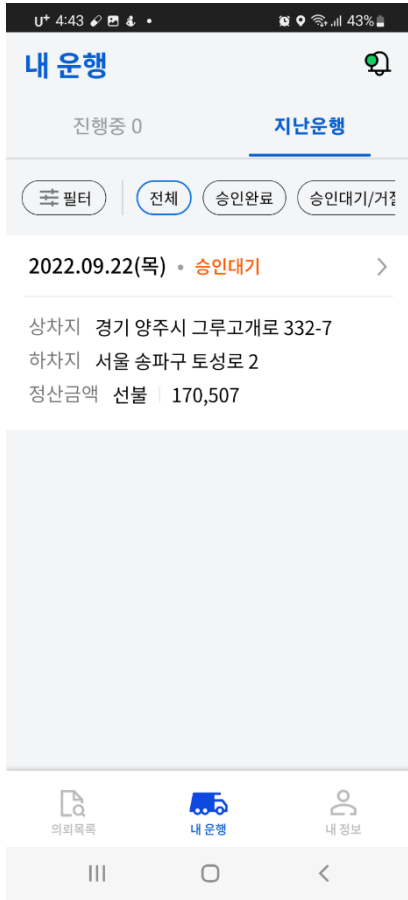 U+ 4:43 43%
내 운행
진행중 0 지난운행
필터 전체 승인완료 승인대기/거절
2022.09.22(목) • 승인대기
상차지 경기 양주시 그루고개로 332-7
하차지 서울 송파구 토성로 2
정산금액 선불 170,507
의뢰목록 내 운행 내 정보